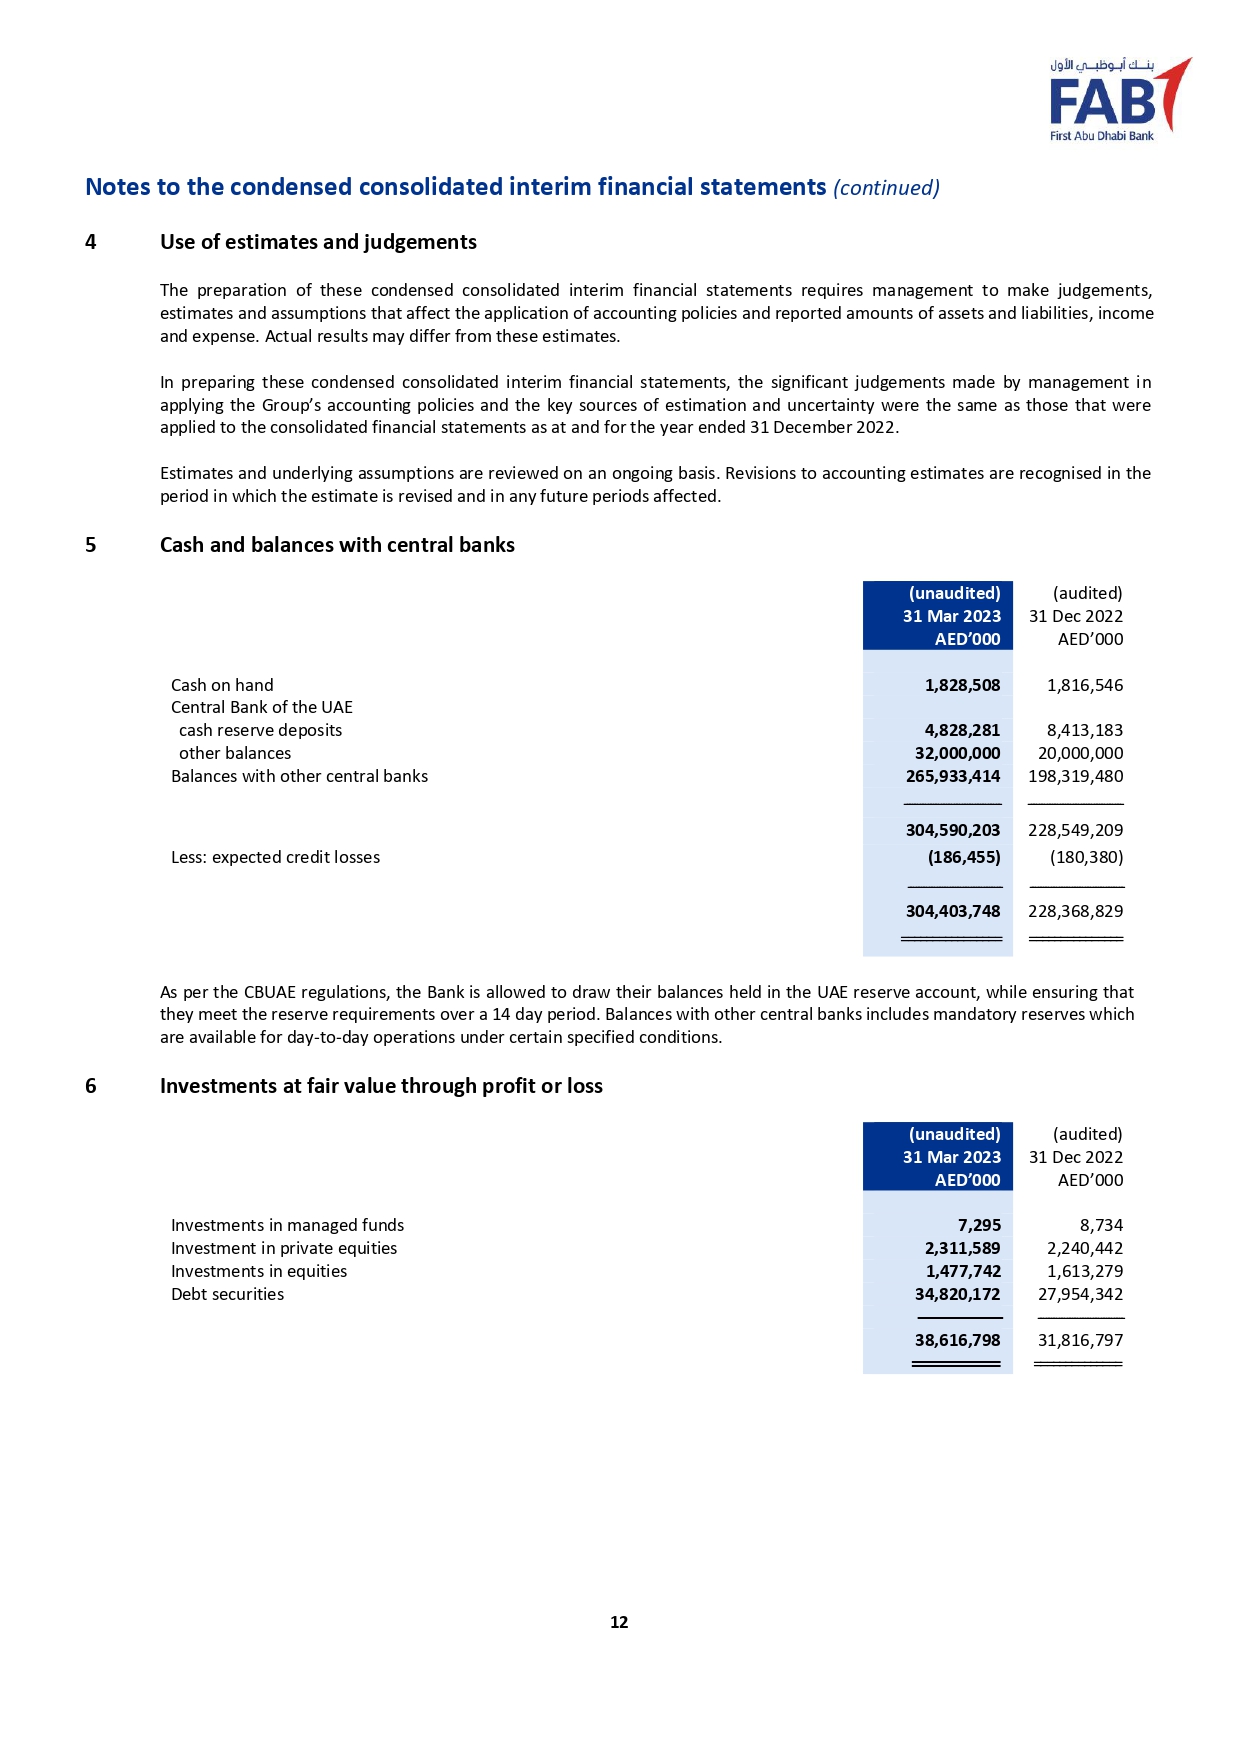 بنك أبوظبي الأول
FAB
First Abu Dhabi Bank
Notes to the condensed consolidated interim financial statements (continued)
4 Use of estimates and judgements
The preparation of these condensed consolidated interim financial statements requires management to make judgements,
estimates and assumptions that affect the application of accounting policies and reported amounts of assets and liabilities, income
and expense. Actual results may differ from these estimates.
In preparing these condensed consolidated interim financial statements, the significant judgements made by management in
applying the Group’s accounting policies and the key sources of estimation and uncertainty were the same as those that were
applied to the consolidated financial statements as at and for the year ended 31 December 2022.
Estimates and underlying assumptions are reviewed on an ongoing basis. Revisions to accounting estimates are recognised in the
period in which the estimate is revised and in any future periods affected.
5 Cash and balances with central banks
(unaudited) (audited)
31 Mar 2023 31 Dec 2022
AED’000 AED’000
Cash on hand 1,828,508 1,816,546
Central Bank of the UAE
cash reserve deposits 4,828,281 8,413,183
other balances 32,000,000 20,000,000
Balances with other central banks 265,933,414 198,319,480
304,590,203 228,549,209
Less: expected credit losses (186,455) (180,380)
304,403,748 228,368,829
As per the CBUAE regulations, the Bank is allowed to draw their balances held in the UAE reserve account, while ensuring that
they meet the reserve requirements over a 14 day period. Balances with other central banks includes mandatory reserves which
are available for day-to-day operations under certain specified conditions.
6 Investments at fair value through profit or loss
(unaudited) (audited)
31 Mar 2023 31 Dec 2022
AED’000 AED’000
Investments in managed funds 7,295 8,734
Investment in private equities 2,311,589 2,240,442
Investments in equities 1,477,742 1,613,279
Debt securities 34,820,172 27,954,342
38,616,798 31,816,797
12